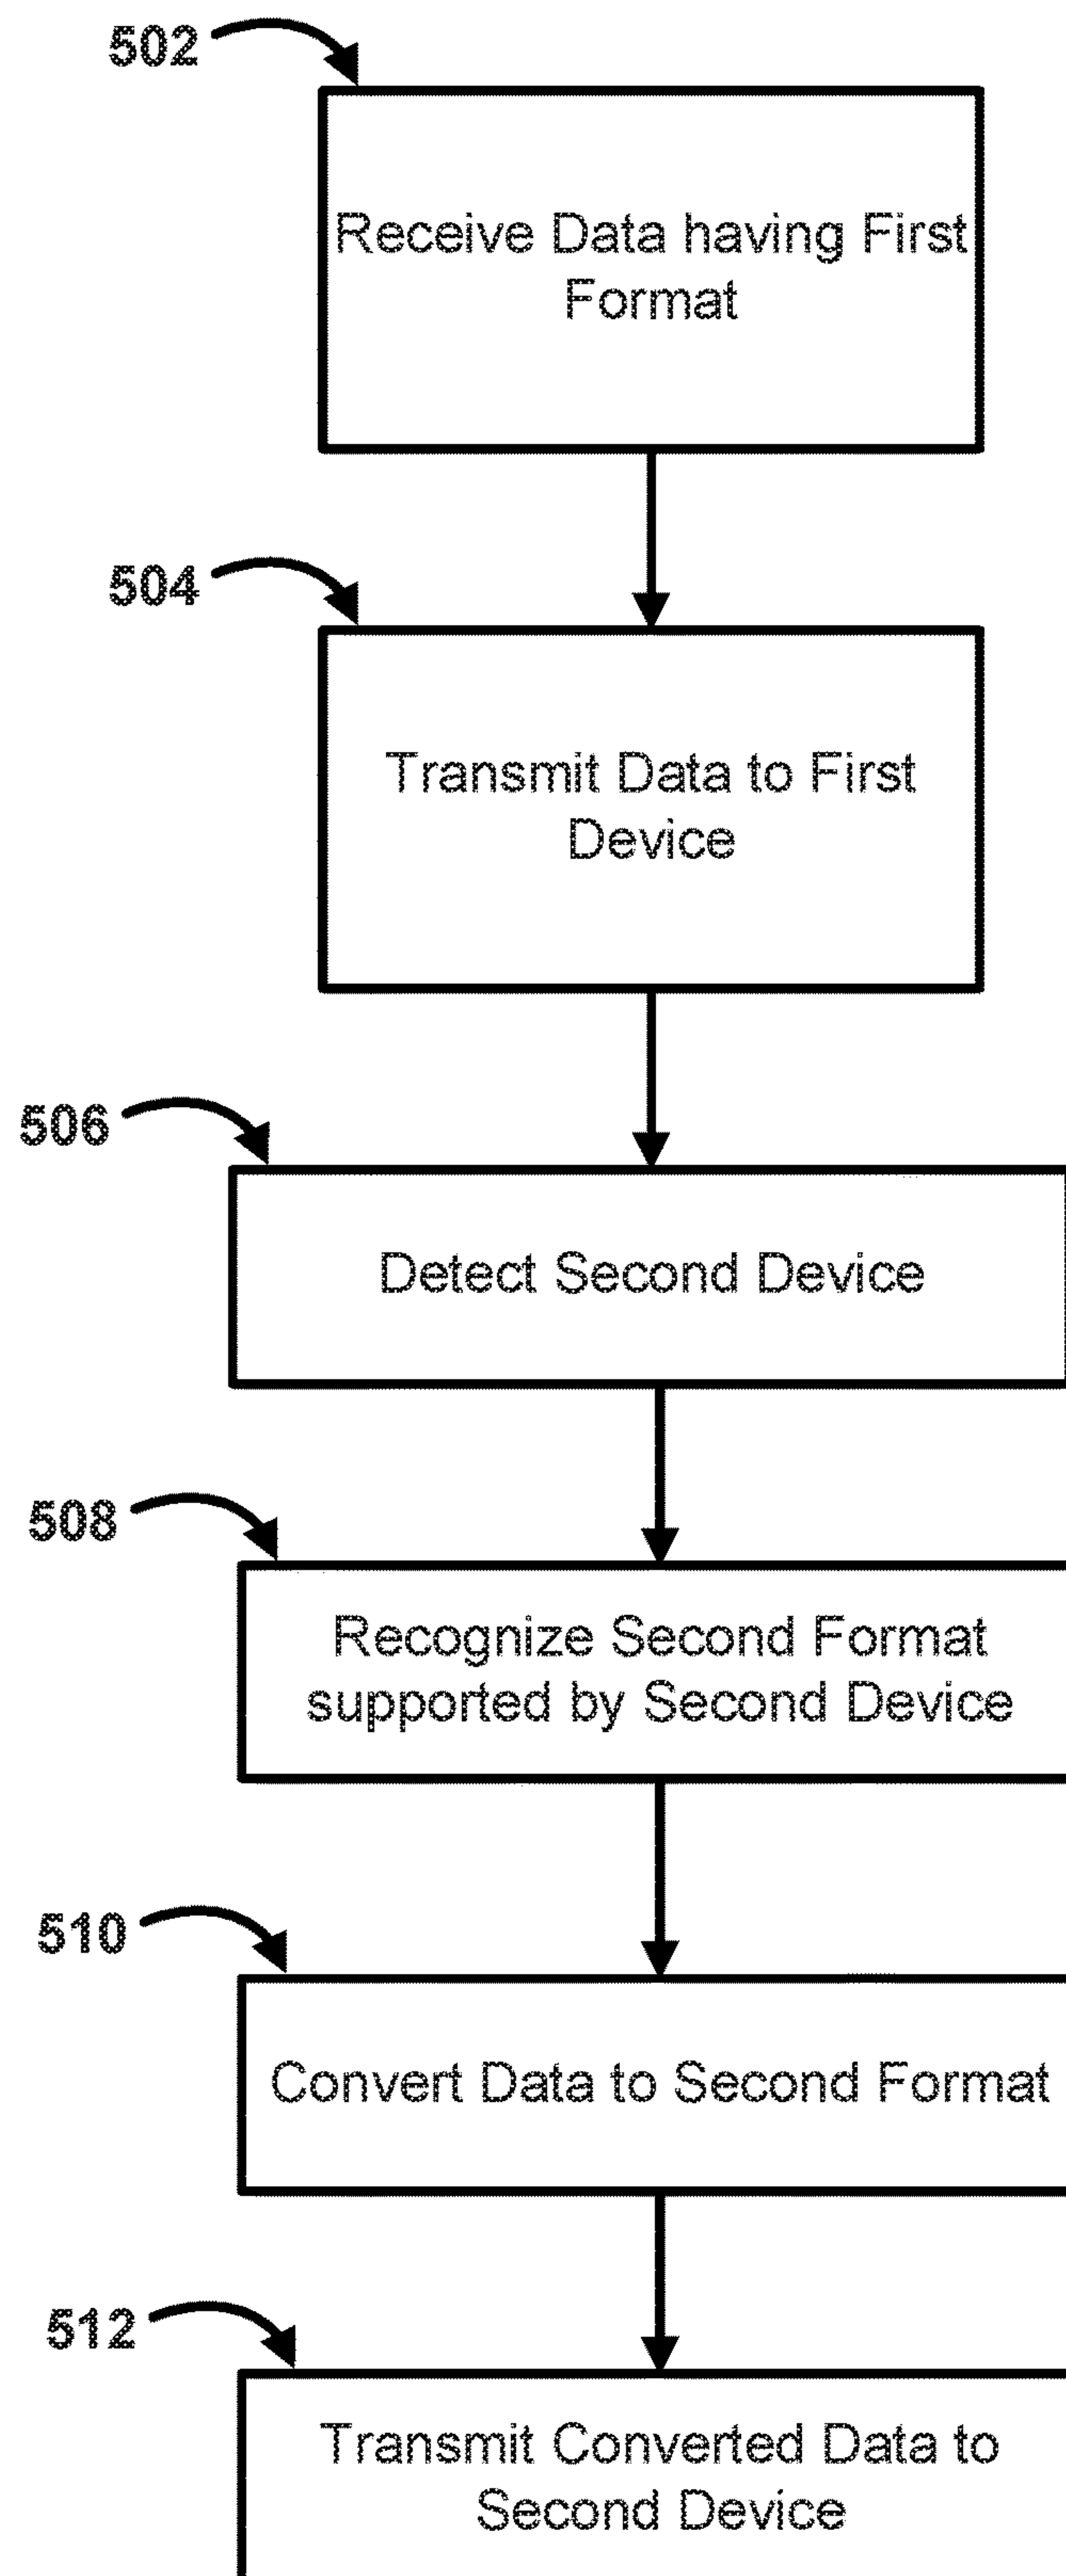 502
Receive Data having First
Format
504
Transmit Data to First
Device
506
Detect Second Device
508
Recognize Second Format
supported by Second Device
510
Convert Data to Second Format
512
Transmit Converted Data to
Second Device